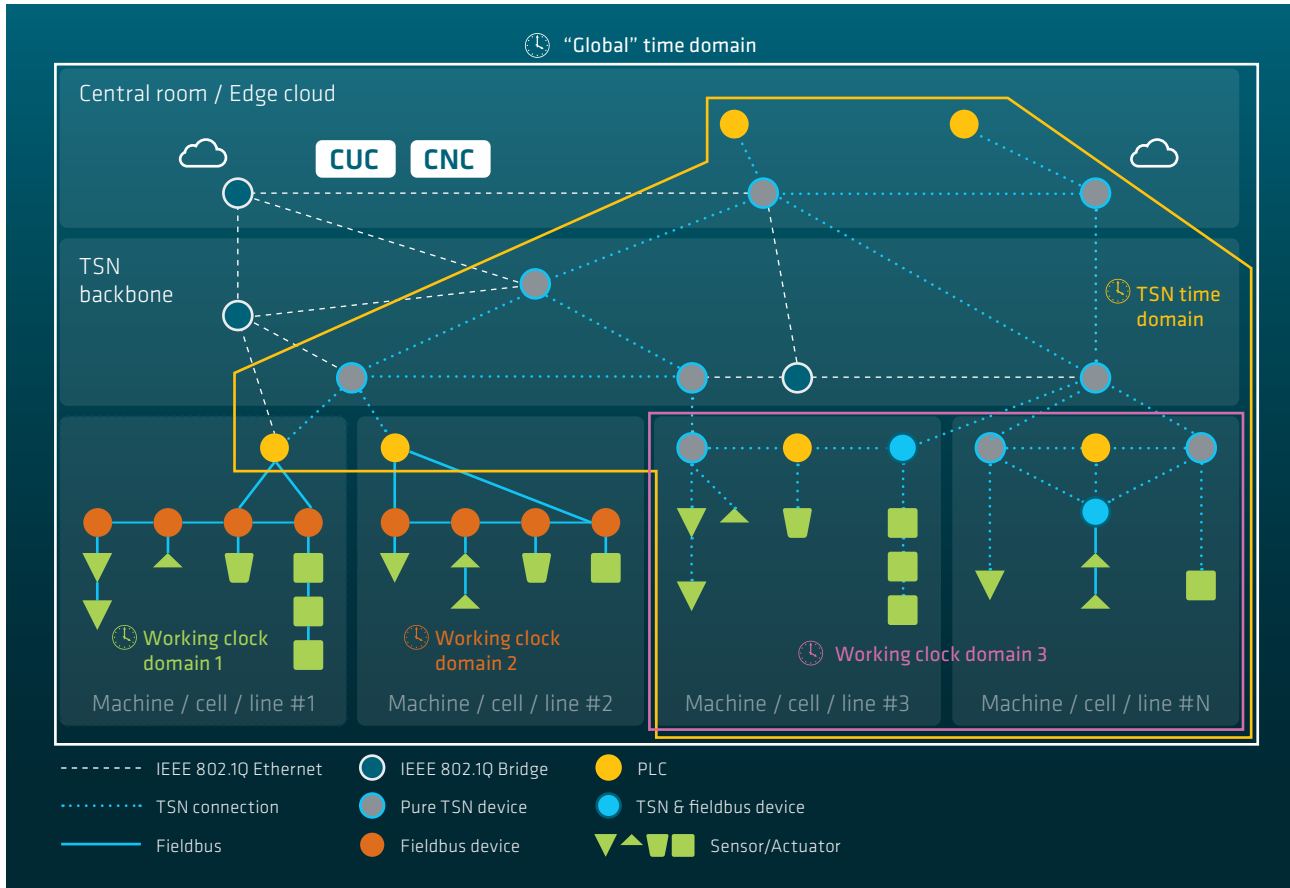 “Global” time domain
Central room / Edge cloud
CUC
CNC
TSN
backbone
TSN time
domain
Working clock
domain 1
Working clock
domain 2
Working clock domain 3
Machine / cell / line #1
Machine / cell / line #2
Machine / cell / line #3
Machine / cell / line #N
IEEE 802.1Q Ethernet
IEEE 802.1Q Bridge
PLC
TSN connection
Pure TSN device
TSN & fieldbus device
Fieldbus
Fieldbus device
Sensor/Actuator